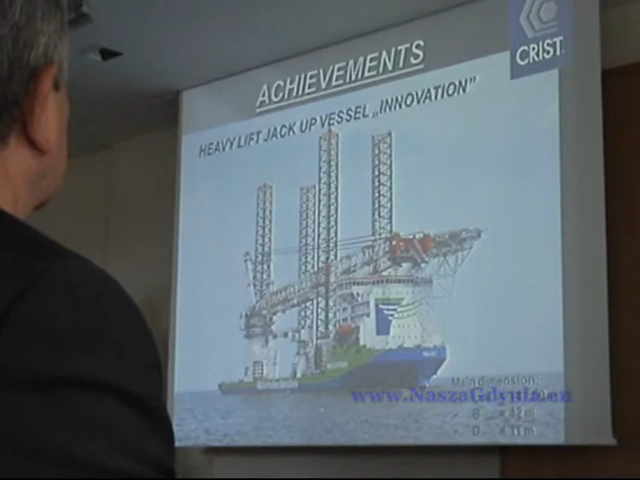 CRIST
ACHIEVEMENTS
HEAVY LIFT JACK UP VESSEL „INNOVATION”
Main dimension:
www.NaszaGdynia.eu
- B = 42 m
- D = 11 m